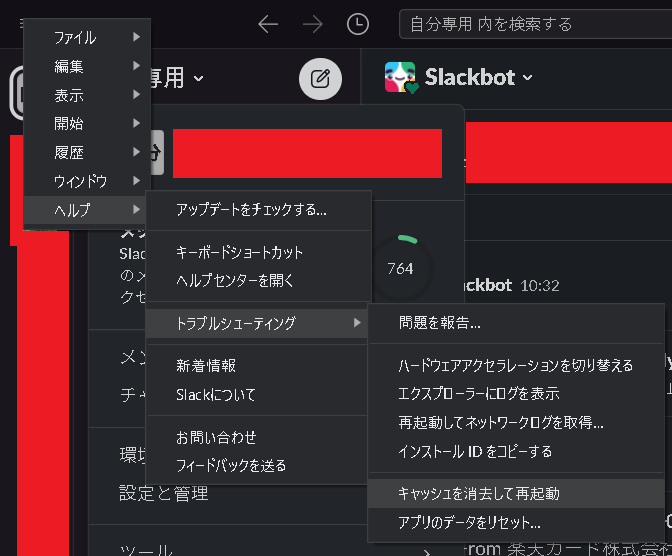 自分専用 内を検索する
専用
Slackbot
ファイル
編集
表示
開始
履歴
ウィンドウ
ヘルプ
アップデートをチェックする...
キーボードショートカット
ヘルプセンターを開く
トラブルシューティング
新着情報
Slackについて
お問い合わせ
フィードバックを送る
問題を報告...
ハードウェアアクセラレーションを切り替える
エクスプローラーにログを表示
再起動してネットワークログを取得...
インストール ID をコピーする
キャッシュを消去して再起動
アプリのデータをリセット...
764
ckbot 10:32
Slac
のメ
クセ
メン
チャ
環境
設定と管理
ツール
From 楽天カード株式会社